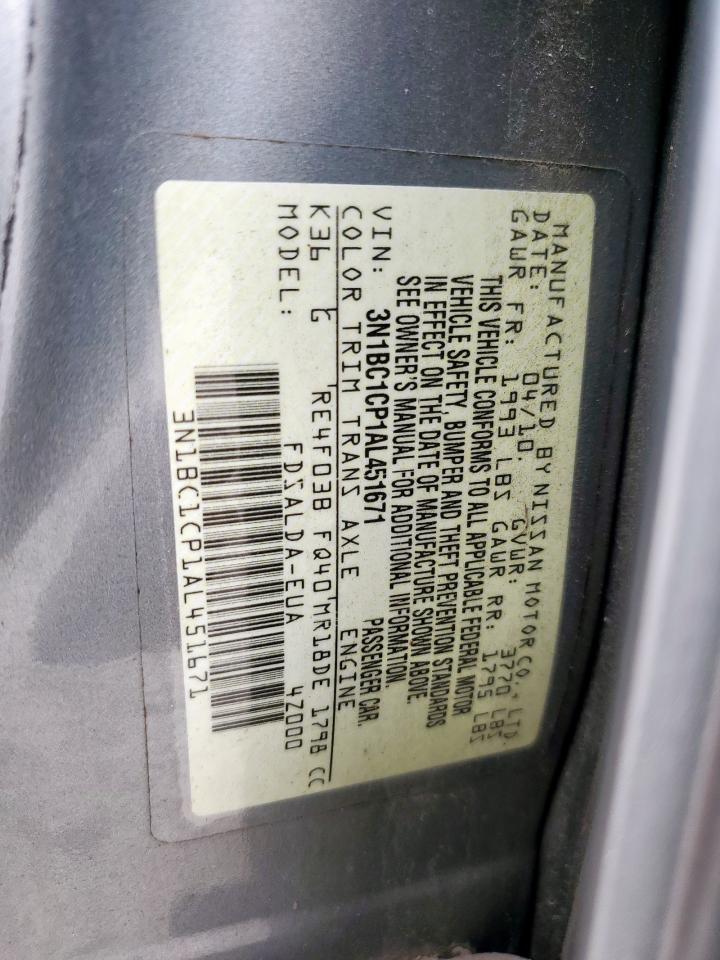 MANUFACTURED BY NISSAN MOTOR CO., LTD.
DATE: 04/10. GVWR: 3770 LBS
GAWR FR: 1993 LBS GAWR RR: 1795 LBS
THIS VEHICLE CONFORMS TO ALL APPLICABLE FEDERAL MOTOR
VEHICLE SAFETY, BUMPER AND THEFT PREVENTION STANDARDS
IN EFFECT ON THE DATE OF MANUFACTURE SHOWN ABOVE.
SEE OWNER'S MANUAL FOR ADDITIONAL INFORMATION.
VIN: 3N1BC1CP1AL451671 PASSENGER CAR.
COLOR TRIM TRANS AXLE ENGINE
K36 G RE4F03B FQ40 MR18DE 1798 CC
MODEL: FDSALDA-EUA 4Z000
3N1BC1CP1AL451671